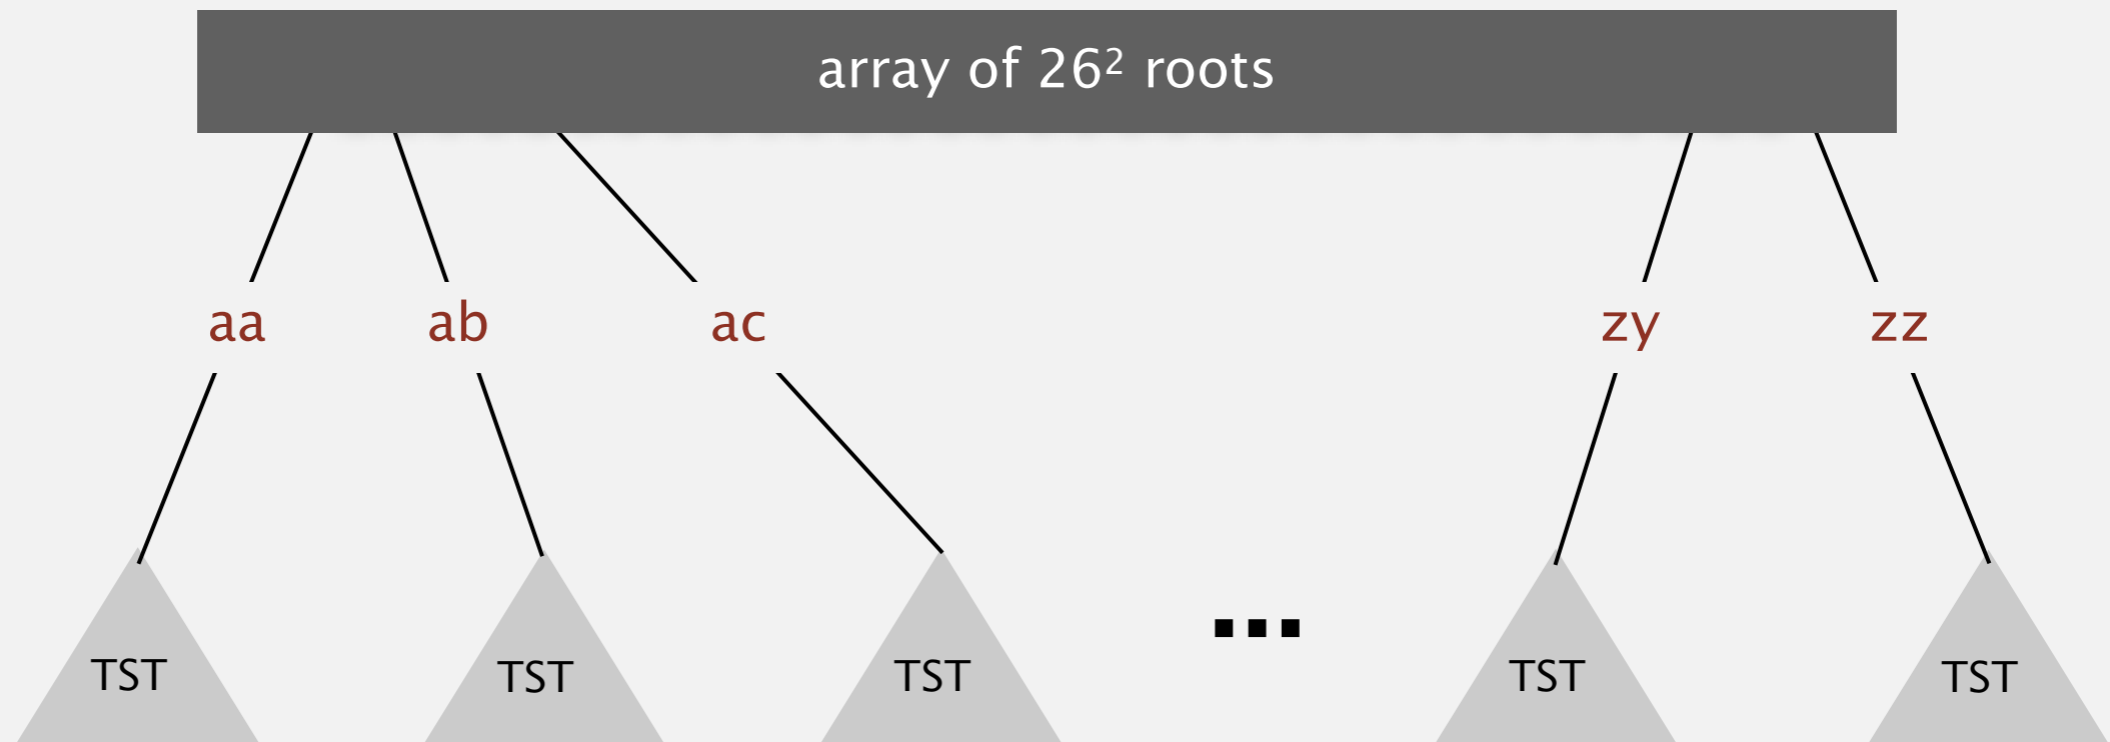 array of 26² roots
aa ab ac zy zz
...
TST TST TST TST TST